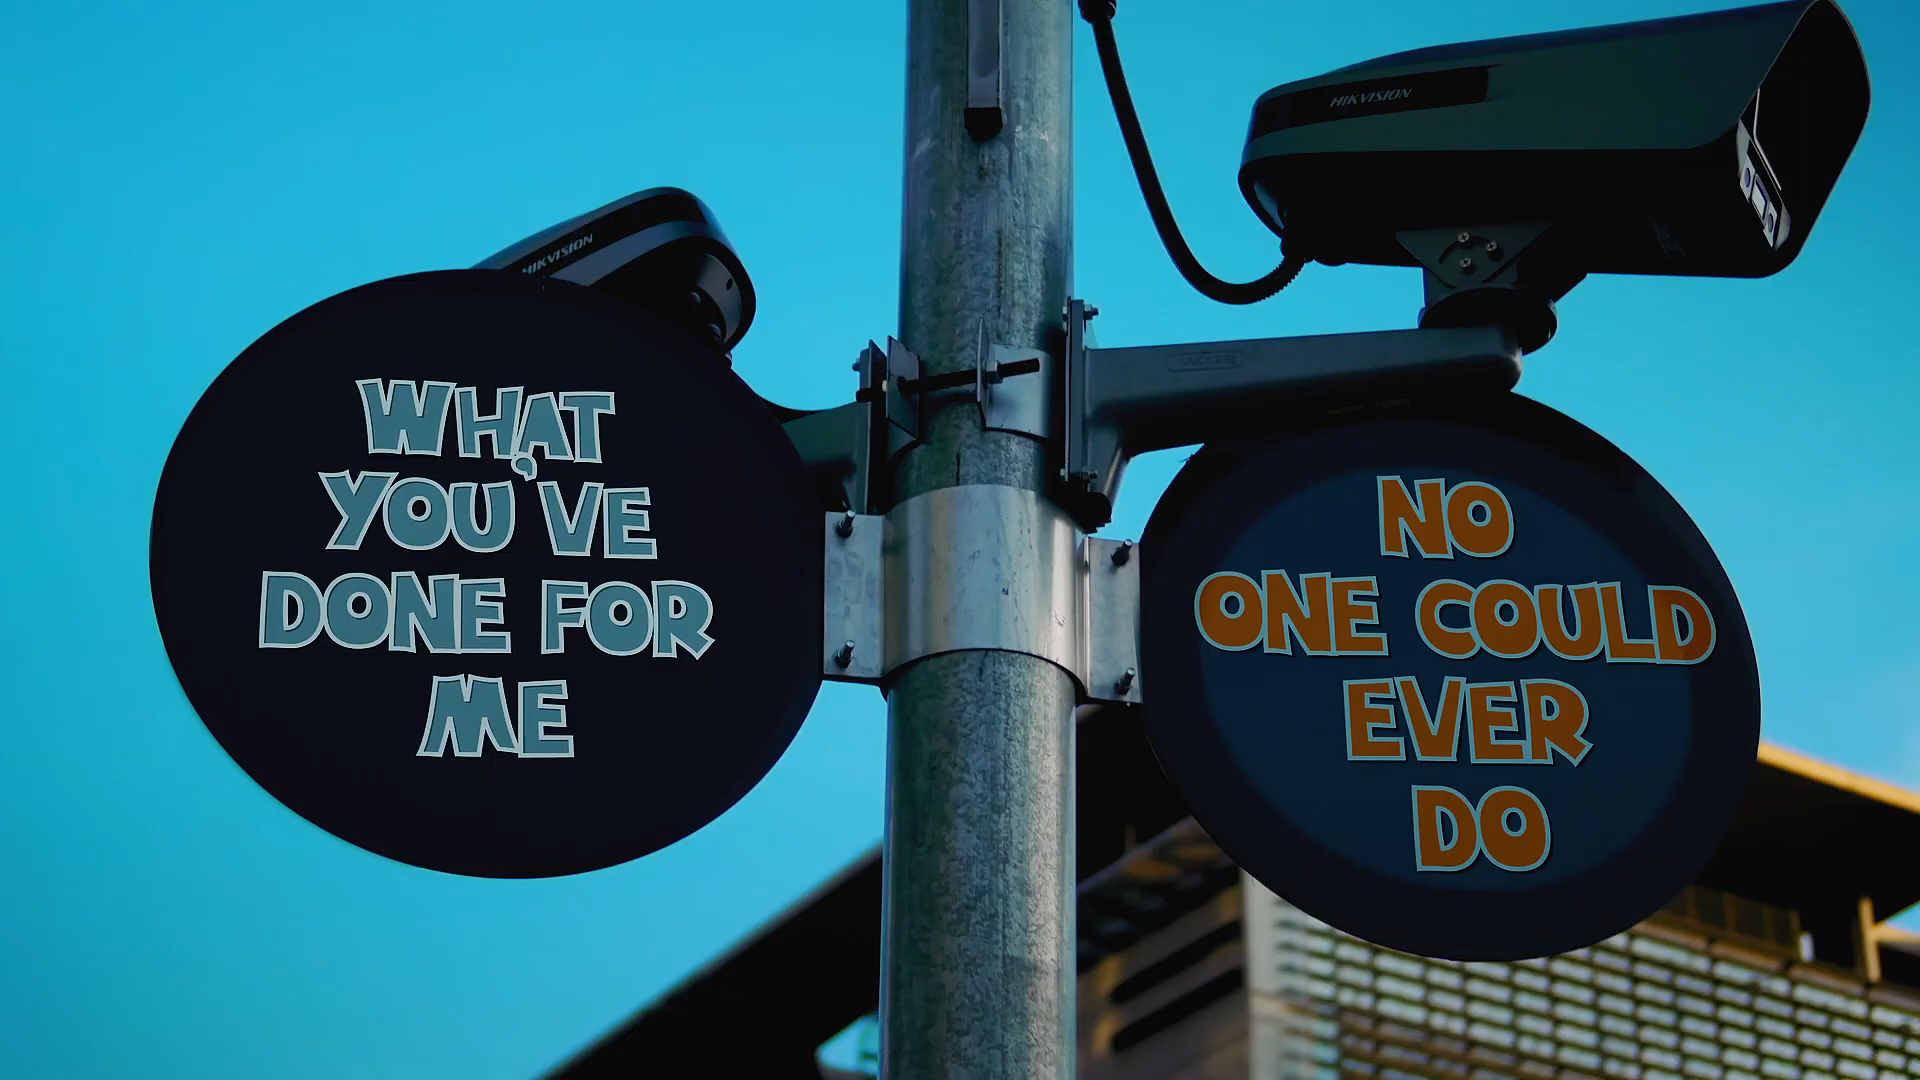 HIKVISION
HIKVISION
WHAT
YOU'VE
DONE FOR
ME
NO
ONE COULD
EVER
DO